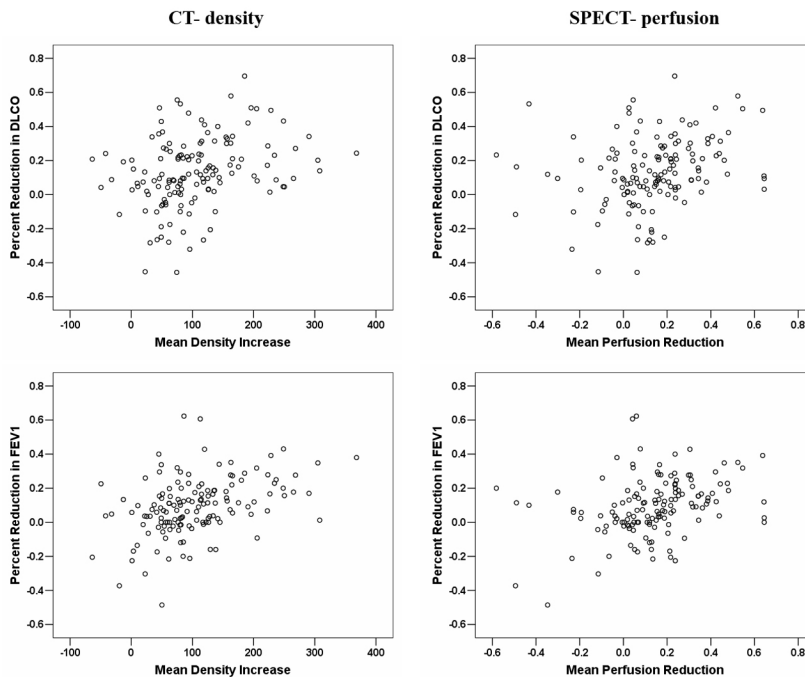 CT- density
SPECT- perfusion
Percent Reduction in DLCO
0.8
0.6
0.4
0.2
0.0
-0.2
-0.4
-0.6
-100 0 100 200 300 400
Mean Density Increase
Percent Reduction in DLCO
0.8
0.6
0.4
0.2
0.0
-0.2
-0.4
-0.6
-0.6 -0.4 -0.2 0.0 0.2 0.4 0.6 0.8
Mean Perfusion Reduction
Percent Reduction in FEV1
0.8
0.6
0.4
0.2
0.0
-0.2
-0.4
-0.6
-100 0 100 200 300 400
Mean Density Increase
Percent Reduction in FEV1
0.8
0.6
0.4
0.2
0.0
-0.2
-0.4
-0.6
-0.6 -0.4 -0.2 0.0 0.2 0.4 0.6 0.8
Mean Perfusion Reduction